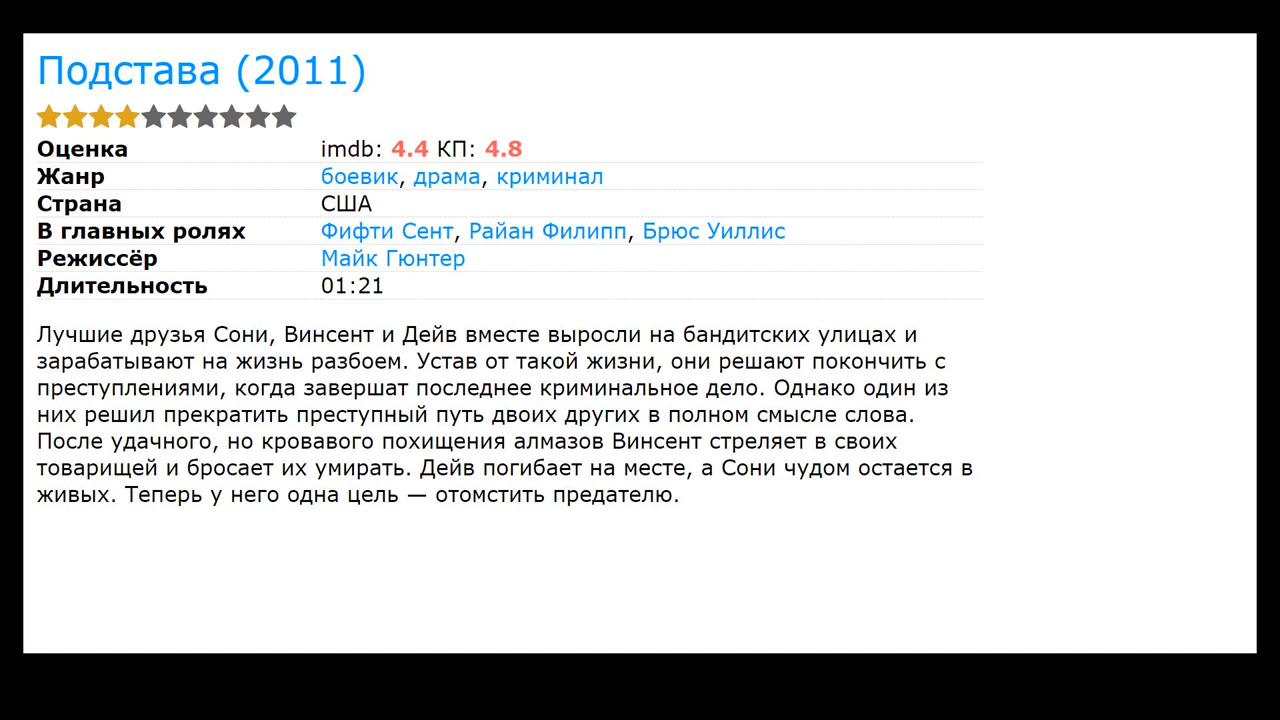 Подстава (2011)
Оценка imdb: 4.4 КП: 4.8
Жанр боевик, драма, криминал
Страна США
В главных ролях Фифти Сент, Райан Филипп, Брюс Уиллис
Режиссёр Майк Гюнтер
Длительность 01:21
Лучшие друзья Сони, Винсент и Дейв вместе выросли на бандитских улицах и
зарабатывают на жизнь разбоем. Устав от такой жизни, они решают покончить с
преступлениями, когда завершат последнее криминальное дело. Однако один из
них решил прекратить преступный путь двоих других в полном смысле слова.
После удачного, но кровавого похищения алмазов Винсент стреляет в своих
товарищей и бросает их умирать. Дейв погибает на месте, а Сони чудом остается в
живых. Теперь у него одна цель — отомстить предателю.